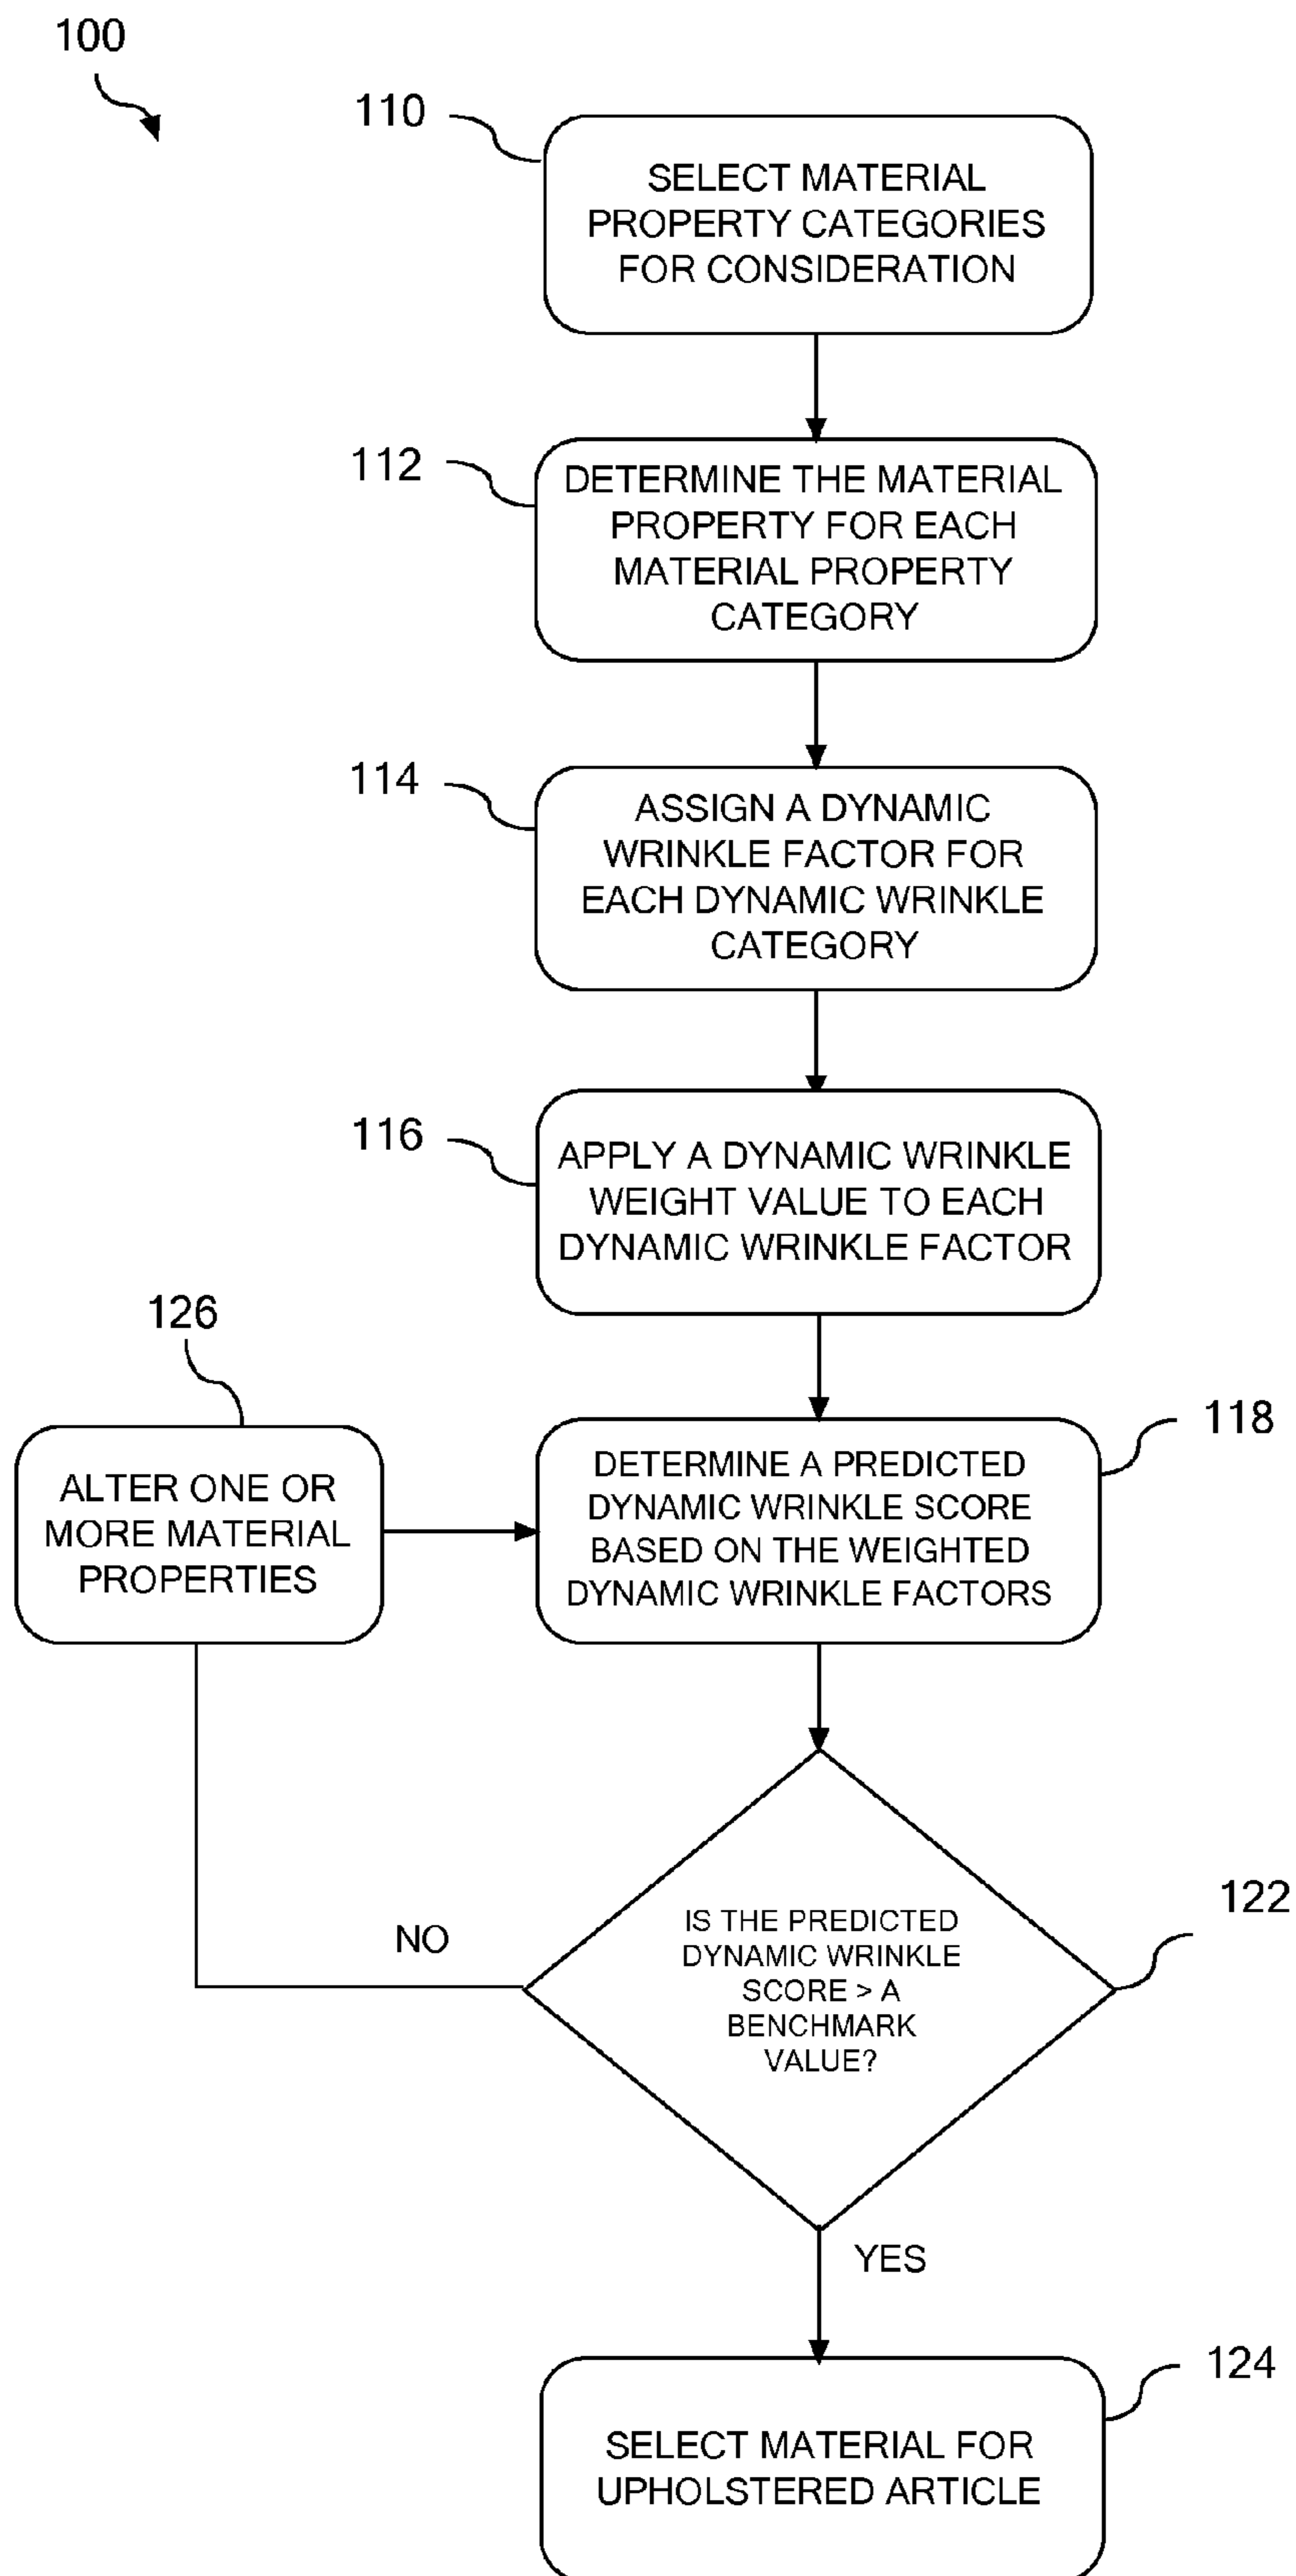 100
110
SELECT MATERIAL
PROPERTY CATEGORIES
FOR CONSIDERATION
112
DETERMINE THE MATERIAL
PROPERTY FOR EACH
MATERIAL PROPERTY
CATEGORY
114
ASSIGN A DYNAMIC
WRINKLE FACTOR FOR
EACH DYNAMIC WRINKLE
CATEGORY
116
APPLY A DYNAMIC WRINKLE
WEIGHT VALUE TO EACH
DYNAMIC WRINKLE FACTOR
126
ALTER ONE OR
MORE MATERIAL
PROPERTIES
118
DETERMINE A PREDICTED
DYNAMIC WRINKLE SCORE
BASED ON THE WEIGHTED
DYNAMIC WRINKLE FACTORS
122
IS THE PREDICTED
DYNAMIC WRINKLE
SCORE > A
BENCHMARK
VALUE?
NO
YES
124
SELECT MATERIAL FOR
UPHOLSTERED ARTICLE